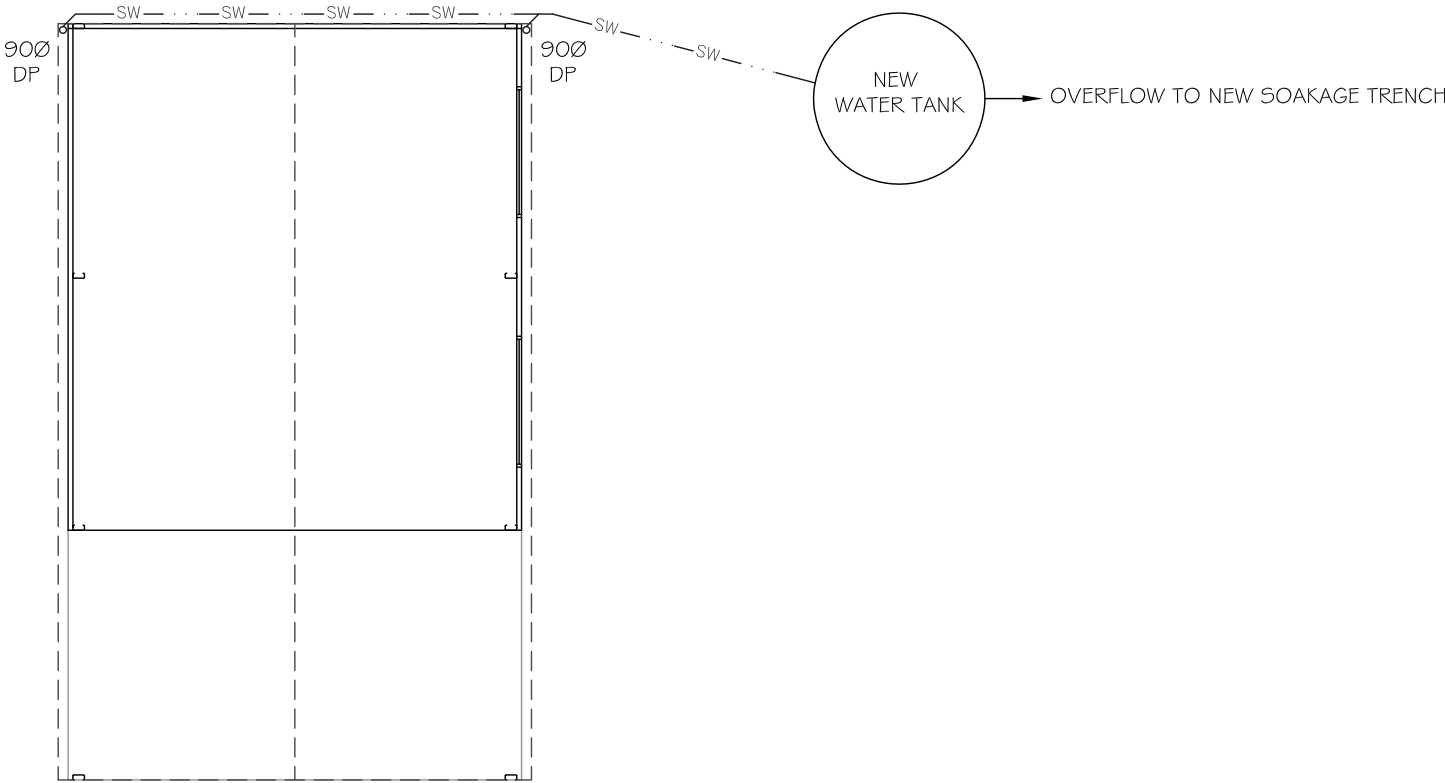 SW SW SW SW
SW
SW
90Ø
DP
90Ø
DP
NEW
WATER TANK
OVERFLOW TO NEW SOAKAGE TRENCH